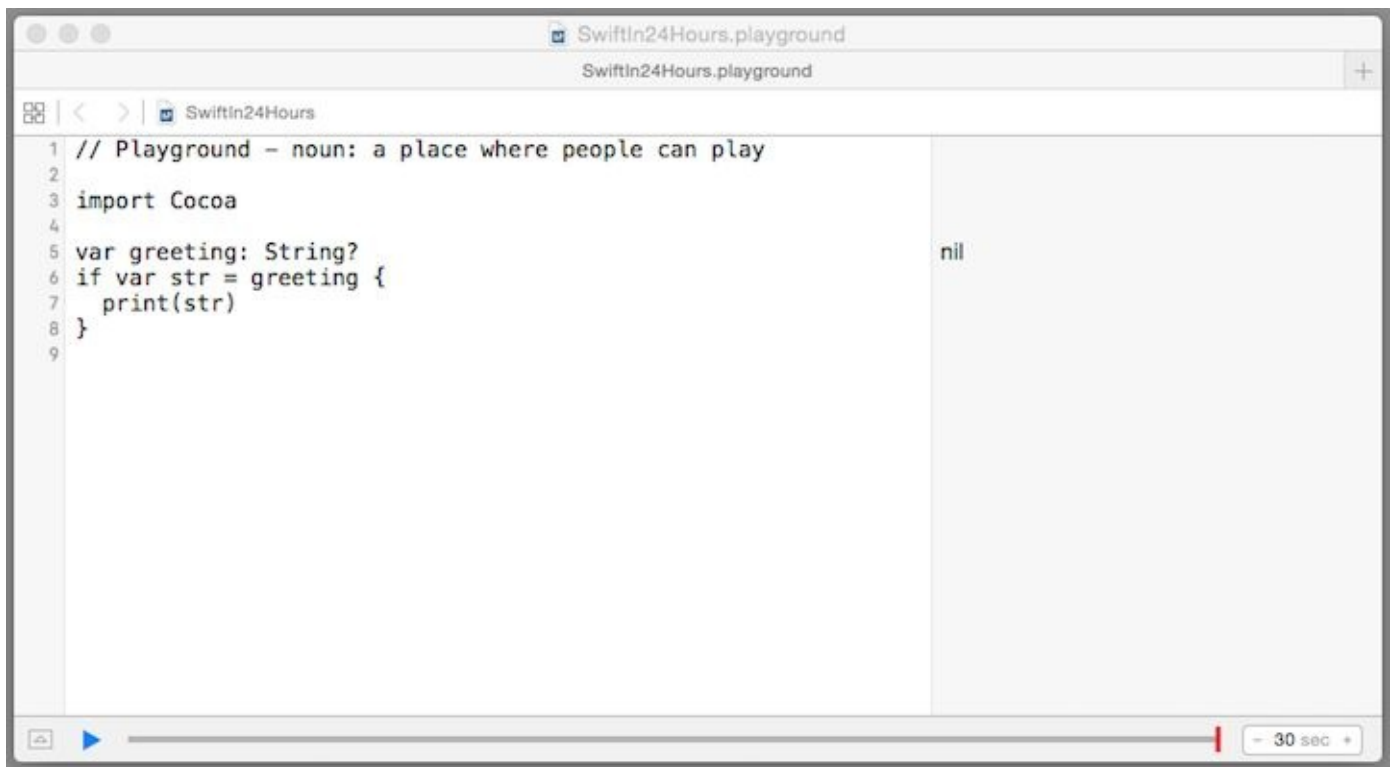 SwiftIn24Hours.playground
SwiftIn24Hours.playground +
< > SwiftIn24Hours
1 // Playground – noun: a place where people can play
2
3 import Cocoa
4
5 var greeting: String? nil
6 if var str = greeting {
7   print(str)
8 }
9
- 30 sec +